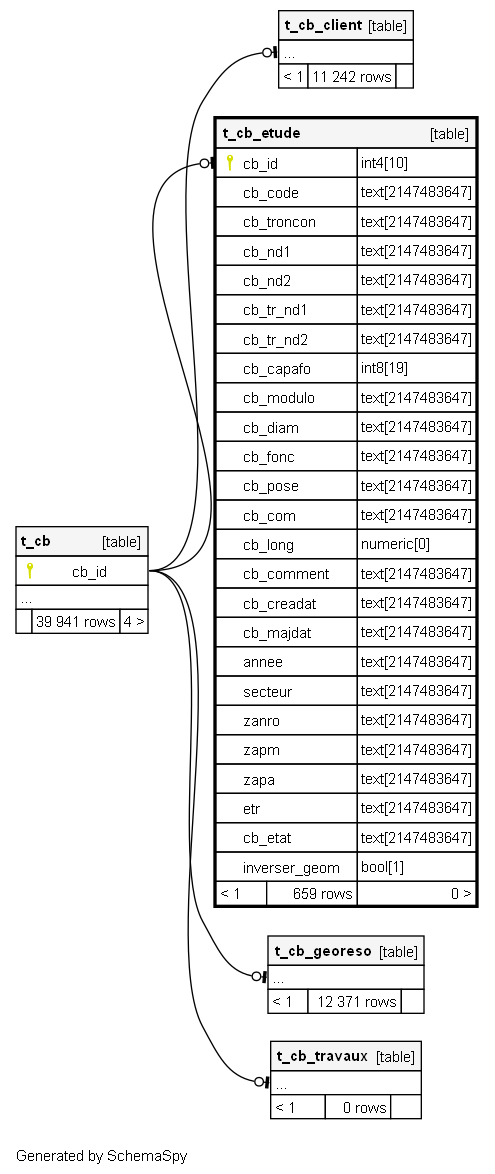 t_cb_client [table]
...
< 1 11 242 rows
t_cb_etude [table]
cb_id int4[10]
cb_code text[2147483647]
cb_troncon text[2147483647]
cb_nd1 text[2147483647]
cb_nd2 text[2147483647]
cb_tr_nd1 text[2147483647]
cb_tr_nd2 text[2147483647]
cb_capafo int8[19]
cb_modulo text[2147483647]
cb_diam text[2147483647]
cb_fonc text[2147483647]
cb_pose text[2147483647]
cb_com text[2147483647]
cb_long numeric[0]
cb_comment text[2147483647]
cb_creadat text[2147483647]
cb_majdat text[2147483647]
annee text[2147483647]
secteur text[2147483647]
zanro text[2147483647]
zapm text[2147483647]
zapa text[2147483647]
etr text[2147483647]
cb_etat text[2147483647]
inverser_geom bool[1]
< 1 659 rows 0 >
t_cb [table]
cb_id
...
39 941 rows 4 >
t_cb_georeso [table]
...
< 1 12 371 rows
t_cb_travaux [table]
...
< 1 0 rows
Generated by SchemaSpy